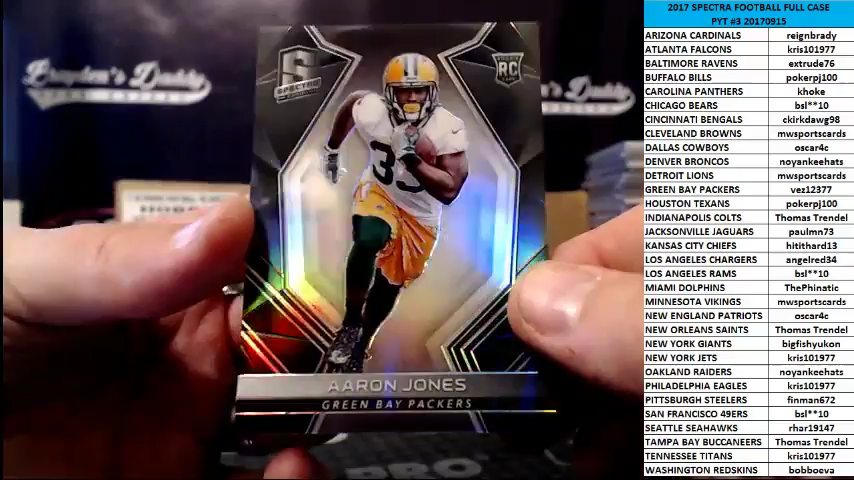 Brayden's Daddy
SPECTRA
RC
33
AARON JONES
GREEN BAY PACKERS
PRO
2017 SPECTRA FOOTBALL FULL CASE
PYT #3 20170915
ARIZONA CARDINALS reignbrady
ATLANTA FALCONS kris101977
BALTIMORE RAVENS extrude76
BUFFALO BILLS pokerpj100
CAROLINA PANTHERS khoke
CHICAGO BEARS bsl**10
CINCINNATI BENGALS ckirkdawg98
CLEVELAND BROWNS mwsportscards
DALLAS COWBOYS oscar4c
DENVER BRONCOS noyankeehats
DETROIT LIONS mwsportscards
GREEN BAY PACKERS vez12377
HOUSTON TEXANS pokerpj100
INDIANAPOLIS COLTS Thomas Trendel
JACKSONVILLE JAGUARS paulmn73
KANSAS CITY CHIEFS hitithard13
LOS ANGELES CHARGERS angelred34
LOS ANGELES RAMS bsl**10
MIAMI DOLPHINS ThePhinatic
MINNESOTA VIKINGS mwsportscards
NEW ENGLAND PATRIOTS oscar4c
NEW ORLEANS SAINTS Thomas Trendel
NEW YORK GIANTS bigfishyukon
NEW YORK JETS kris101977
OAKLAND RAIDERS noyankeehats
PHILADELPHIA EAGLES kris101977
PITTSBURGH STEELERS finman672
SAN FRANCISCO 49ERS bsl**10
SEATTLE SEAHAWKS rhar19147
TAMPA BAY BUCCANEERS Thomas Trendel
TENNESSEE TITANS kris101977
WASHINGTON REDSKINS bobboeva